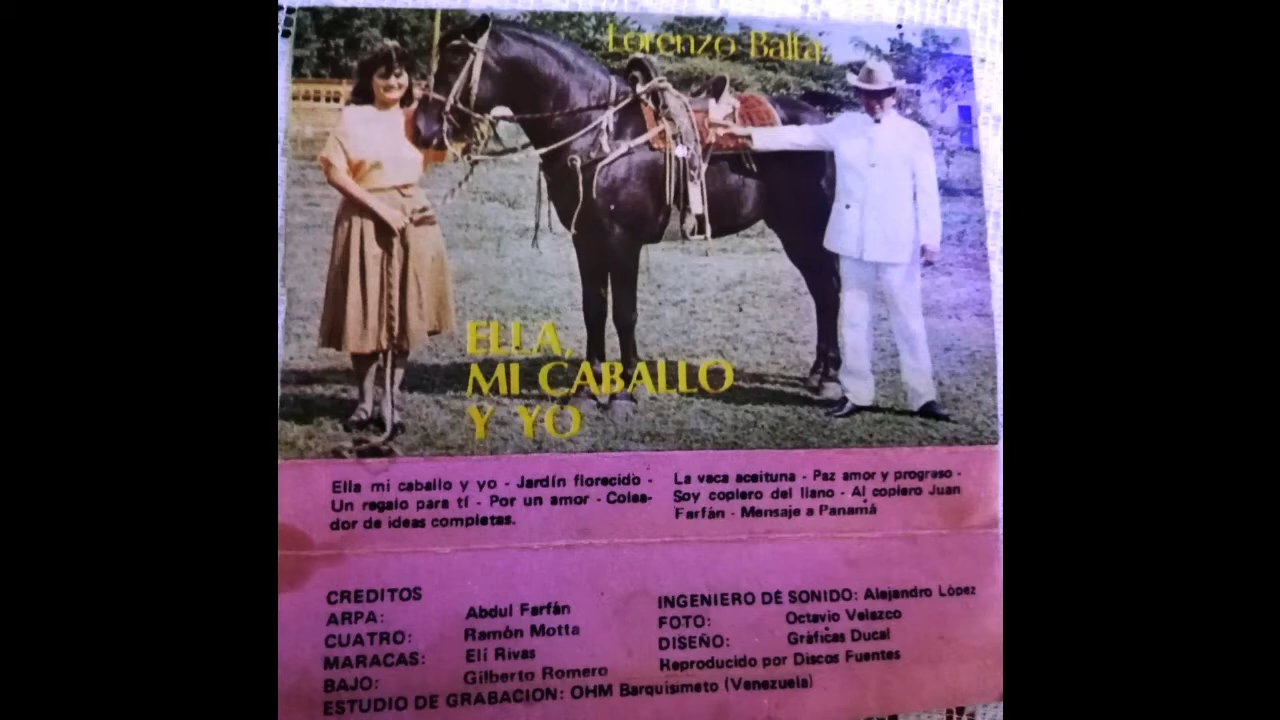 Lorenzo Balta
ELLA,
MI CABALLO
Y YO
Ella mi caballo y yo - Jardín florecido -
Un regalo para tí - Por un amor - Colea-
dor de ideas completas.
La vaca aceituna - Paz amor y progreso -
Soy coplero del llano - Al coplero Juan
Farfán - Mensaje a Panamá
CREDITOS
ARPA: Abdul Farfán
CUATRO: Ramón Motta
MARACAS: Elí Rivas
BAJO: Gilberto Romero
ESTUDIO DE GRABACION: OHM Barquisimeto (Venezuela)
INGENIERO DE SONIDO: Alejandro López
FOTO: Octavio Velazco
DISEÑO: Gráficas Ducal
Reproducido por Discos Fuentes